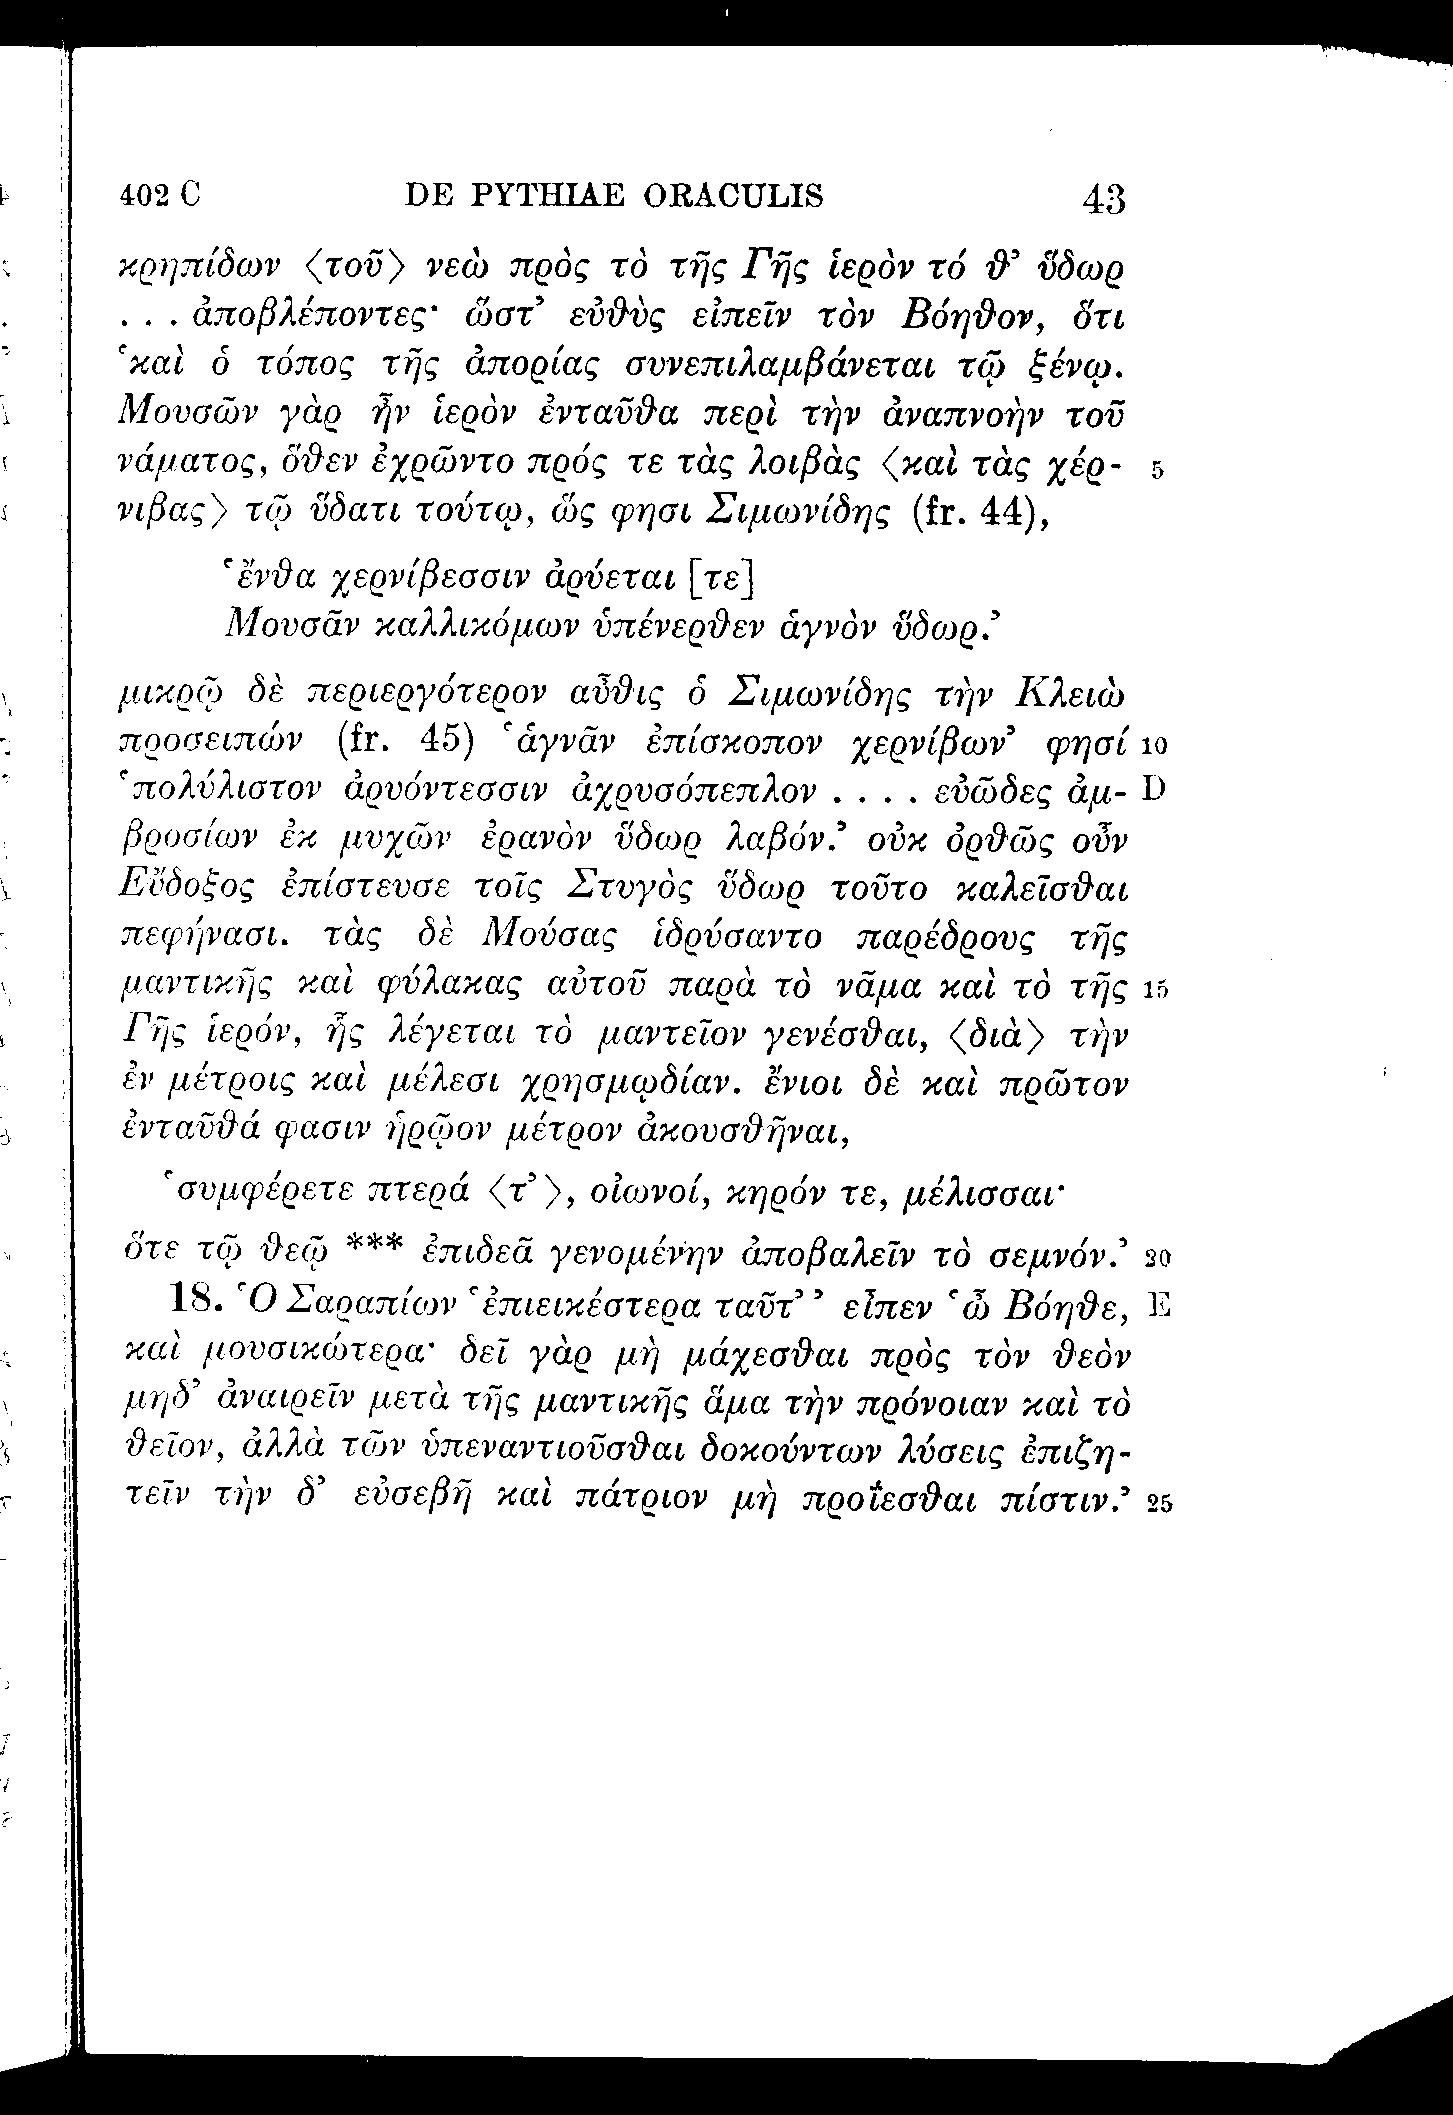 402 C DE PYTHIAE ORACULIS 43
κρηπίδων ⟨τοῦ⟩ νεὼ πρὸς τὸ τῆς Γῆς ἱερὸν τό θ’ ὕδωρ
. . . ἀποβλέποντες· ὥστ’ εὐθὺς εἰπεῖν τὸν Βόηθον, ὅτι
‘καὶ ὁ τόπος τῆς ἀπορίας συνεπιλαμβάνεται τῷ ξένῳ.
Μουσῶν γὰρ ἦν ἱερὸν ἐνταῦθα περὶ τὴν ἀναπνοὴν τοῦ
νάματος, ὅθεν ἐχρῶντο πρός τε τὰς λοιβὰς ⟨καὶ τὰς χέρ- 5
νιβας⟩ τῷ ὕδατι τούτῳ, ὥς φησι Σιμωνίδης (fr. 44),
‘ἔνθα χερνίβεσσιν ἀρύεται [τε]
Μουσᾶν καλλικόμων ὑπένερθεν ἁγνὸν ὕδωρ.’
μικρῷ δὲ περιεργότερον αὖθις ὁ Σιμωνίδης τὴν Κλειὼ
προσειπών (fr. 45) ‘ἁγνᾶν ἐπίσκοπον χερνίβων’ φησί 10
‘πολύλιστον ἀρυόντεσσιν ἀχρυσόπεπλον . . . . εὐῶδες ἀμ- D
βροσίων ἐκ μυχῶν ἐρανὸν ὕδωρ λαβόν.’ οὐκ ὀρθῶς οὖν
Εὔδοξος ἐπίστευσε τοῖς Στυγὸς ὕδωρ τοῦτο καλεῖσθαι
πεφήνασι. τὰς δὲ Μούσας ἱδρύσαντο παρέδρους τῆς
μαντικῆς καὶ φύλακας αὐτοῦ παρὰ τὸ νᾶμα καὶ τὸ τῆς 15
Γῆς ἱερόν, ἧς λέγεται τὸ μαντεῖον γενέσθαι, ⟨διὰ⟩ τὴν
ἐν μέτροις καὶ μέλεσι χρησμῳδίαν. ἔνιοι δὲ καὶ πρῶτον
ἐνταῦθά φασιν ἡρῷον μέτρον ἀκουσθῆναι,
‘συμφέρετε πτερά ⟨τ’⟩, οἰωνοί, κηρόν τε, μέλισσαι·
ὅτε τῷ θεῷ *** ἐπιδεᾶ γενομένην ἀποβαλεῖν τὸ σεμνόν.’ 20
18. Ὁ Σαραπίων ‘ἐπιεικέστερα ταῦτ’’ εἶπεν ‘ὦ Βόηθε, E
καὶ μουσικώτερα· δεῖ γὰρ μὴ μάχεσθαι πρὸς τὸν θεὸν
μηδ’ ἀναιρεῖν μετὰ τῆς μαντικῆς ἅμα τὴν πρόνοιαν καὶ τὸ
θεῖον, ἀλλὰ τῶν ὑπεναντιοῦσθαι δοκούντων λύσεις ἐπιζη-
τεῖν τὴν δ’ εὐσεβῆ καὶ πάτριον μὴ προΐεσθαι πίστιν.’ 25